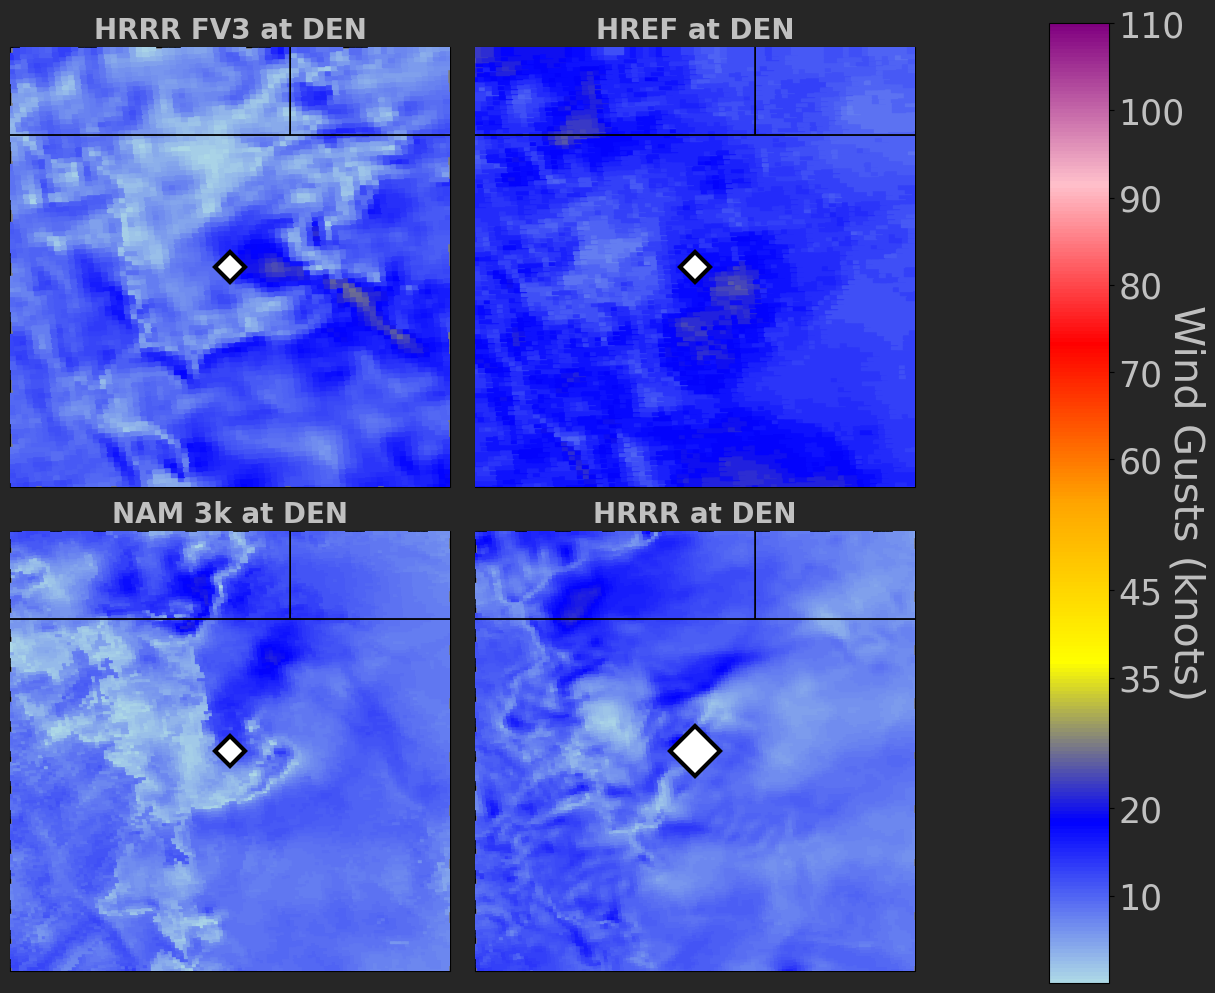 HRRR FV3 at DEN
HREF at DEN
NAM 3k at DEN
HRRR at DEN
110
100
90
80
70
60
45
35
20
10
Wind Gusts (knots)